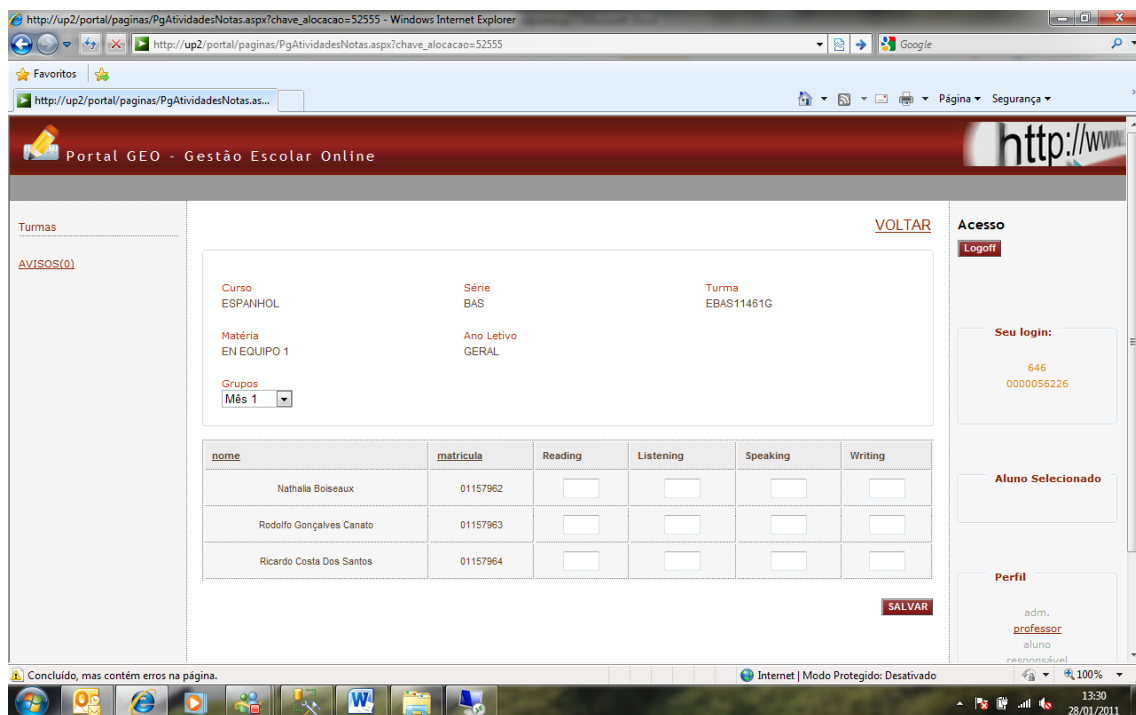 http://up2/portal/paginas/PgAtividadesNotas.aspx?chave_alocacao=52555 - Windows Internet Explorer
http://up2/portal/paginas/PgAtividadesNotas.aspx?chave_alocacao=52555
Google
Favoritos
http://up2/portal/paginas/PgAtividadesNotas.as...
Página
Segurança
Portal GEO - Gestão Escolar Online
http://www.
Turmas
AVISOS(0)
VOLTAR
Curso
Série
Turma
ESPANHOL
BAS
EBAS11461G
Matéria
Ano Letivo
EN EQUIPO 1
GERAL
Grupos
Mês 1
nome matricula Reading Listening Speaking Writing
Nathalia Boiseaux 01157962
Rodolfo Gonçalves Canato 01157963
Ricardo Costa Dos Santos 01157964
SALVAR
Acesso
Logoff
Seu login:
646
0000056226
Aluno Selecionado
Perfil
adm.
professor
aluno
responsável
Concluído, mas contém erros na página.
Internet | Modo Protegido: Desativado
100%
13:30
28/01/2011